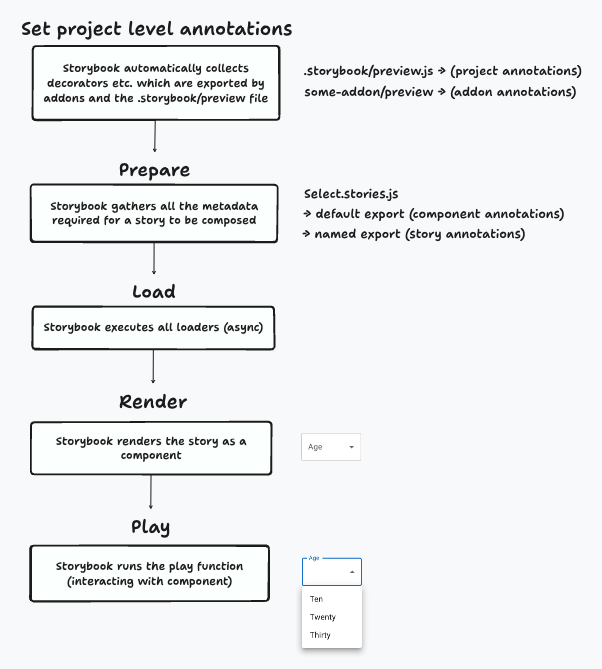 Set project level annotations
Storybook automatically collects
decorators etc. which are exported by
addons and the .storybook/preview file
.storybook/preview.js → (project annotations)
some-addon/preview → (addon annotations)
Prepare
Storybook gathers all the metadata
required for a story to be composed
Select.stories.js
→ default export (component annotations)
→ named export (story annotations)
Load
Storybook executes all loaders (async)
Render
Storybook renders the story as a
component
Age
Play
Storybook runs the play function
(interacting with component)
Age
Ten
Twenty
Thirty